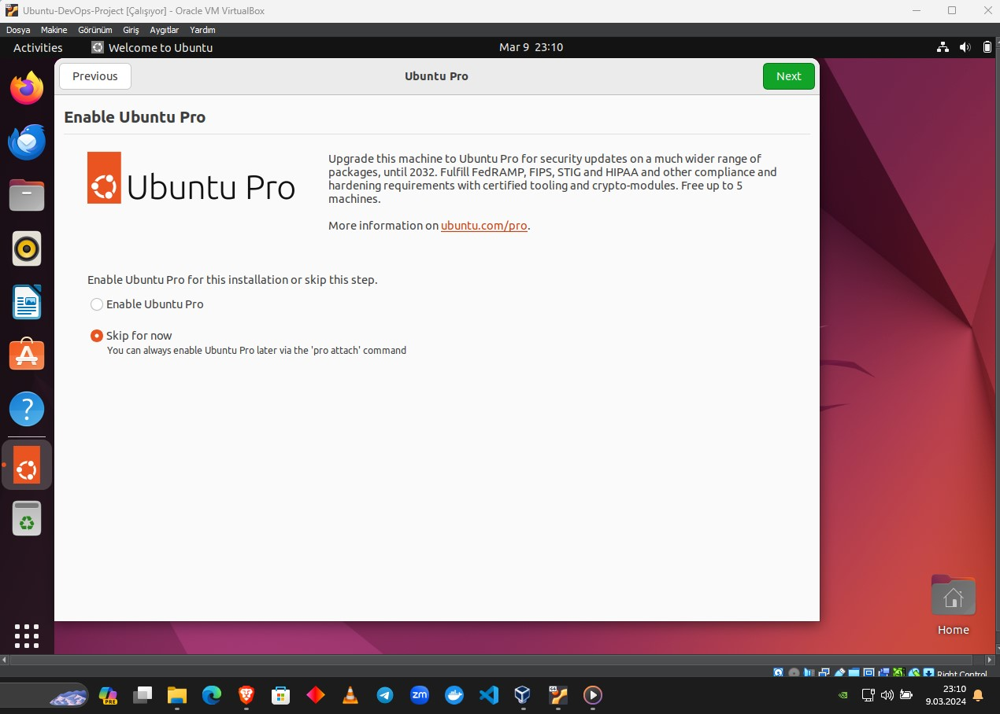 Ubuntu-DevOps-Project [Çalışıyor] - Oracle VM VirtualBox
Dosya Makine Görünüm Giriş Aygıtlar Yardım
Activities Welcome to Ubuntu Mar 9 23:10
Previous Ubuntu Pro Next
Enable Ubuntu Pro
Ubuntu Pro
Upgrade this machine to Ubuntu Pro for security updates on a much wider range of
packages, until 2032. Fulfill FedRAMP, FIPS, STIG and HIPAA and other compliance and
hardening requirements with certified tooling and crypto-modules. Free up to 5
machines.
More information on ubuntu.com/pro.
Enable Ubuntu Pro for this installation or skip this step.
Enable Ubuntu Pro
Skip for now
You can always enable Ubuntu Pro later via the 'pro attach' command
Home
Right Control
PRE
zm
64
23:10
9.03.2024